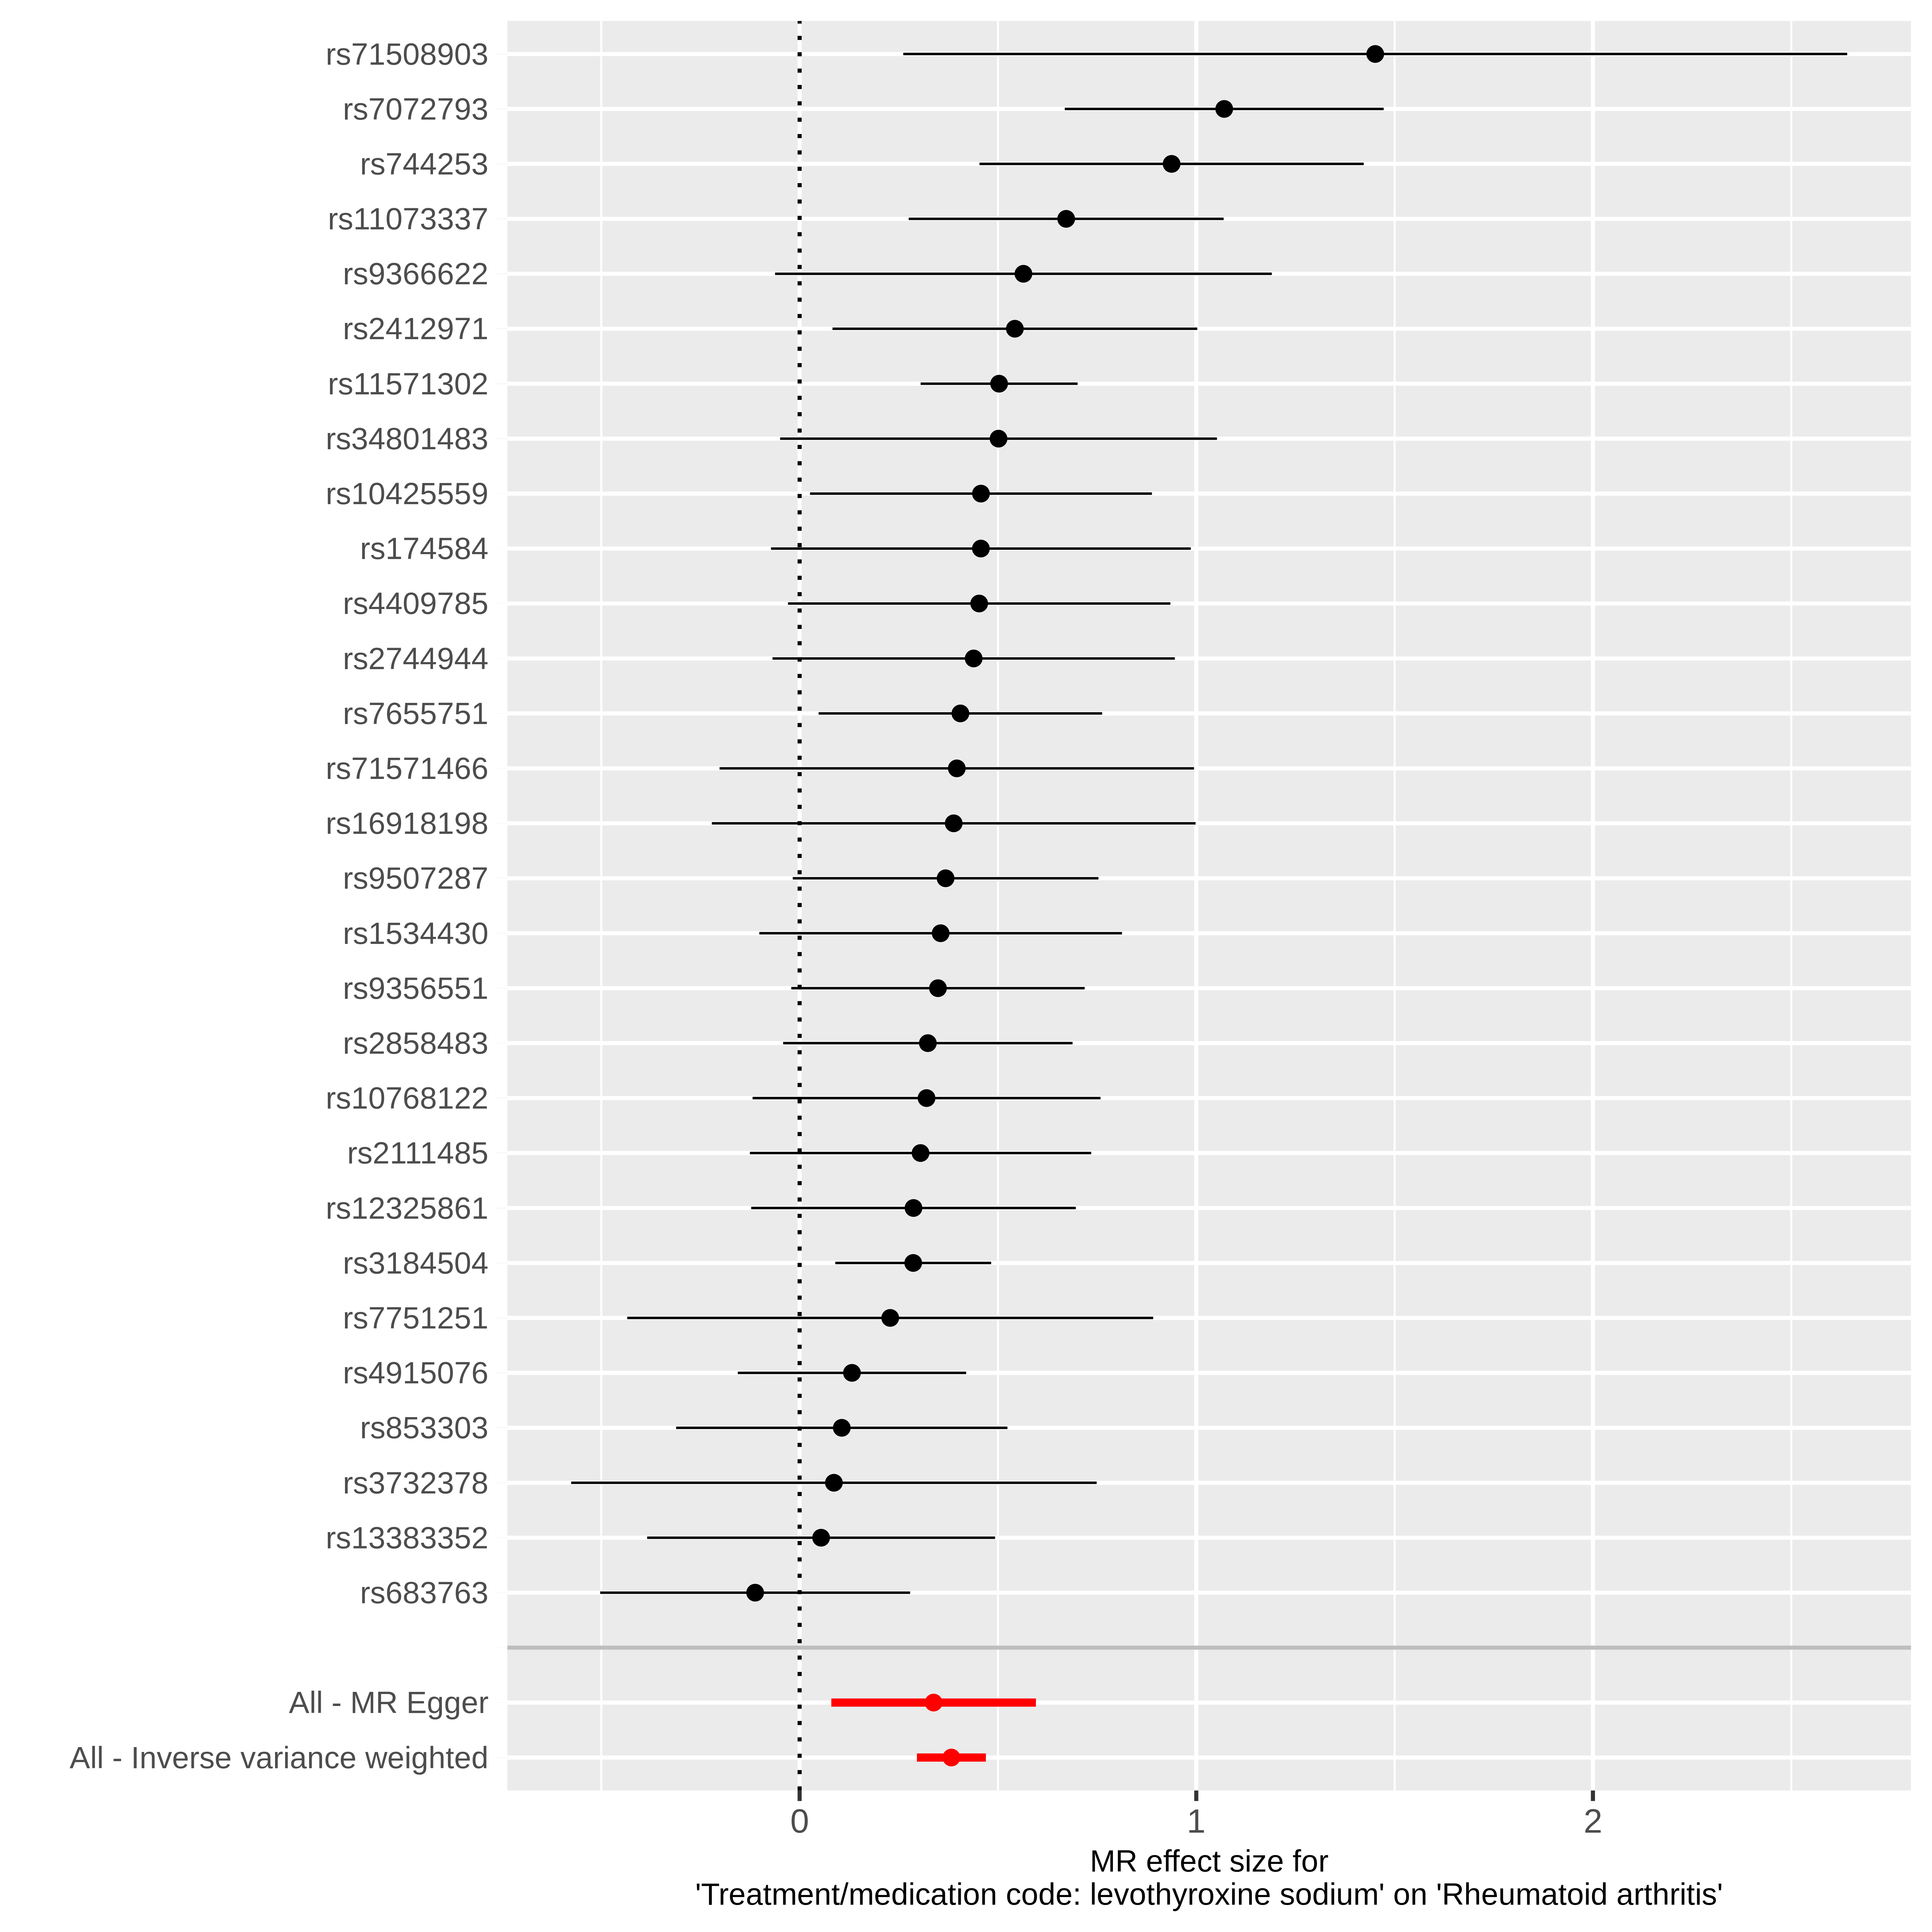 rs71508903
rs7072793
rs744253
rs11073337
rs9366622
rs2412971
rs11571302
rs34801483
rs10425559
rs174584
rs4409785
rs2744944
rs7655751
rs71571466
rs16918198
rs9507287
rs1534430
rs9356551
rs2858483
rs10768122
rs2111485
rs12325861
rs3184504
rs7751251
rs4915076
rs853303
rs3732378
rs13383352
rs683763
All - MR Egger
All - Inverse variance weighted
0 1 2
MR effect size for
'Treatment/medication code: levothyroxine sodium' on 'Rheumatoid arthritis'